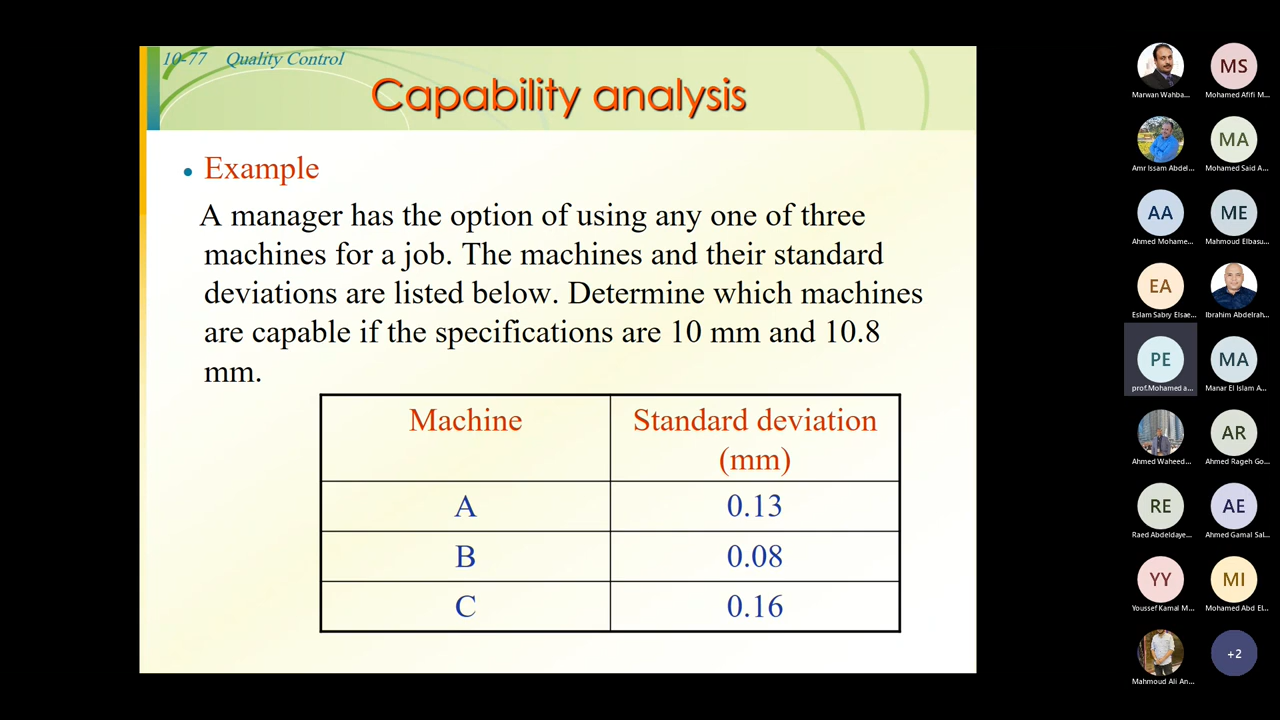 10-77 Quality Control
Capability analysis
• Example
A manager has the option of using any one of three
machines for a job. The machines and their standard
deviations are listed below. Determine which machines
are capable if the specifications are 10 mm and 10.8
mm.
Machine
Standard deviation
(mm)
A 0.13
B 0.08
C 0.16
MS
Marwan Wahba... Mohamed Afifi M...
MA
Amr Issam Abdel... Mohamed Said A...
AA ME
Ahmed Mohame... Mahmoud Elbasu...
EA
Eslam Sabry Elsae... Ibrahim Abdelrah...
PE MA
prof.Mohamed a... Manar El Islam A...
AR
Ahmed Waheed... Ahmed Rageh Go...
RE AE
Raed Abdeldaye... Ahmed Gamal Sal...
YY MI
Youssef Kamal M... Mohamed Abd El...
+2
Mahmoud Ali An...